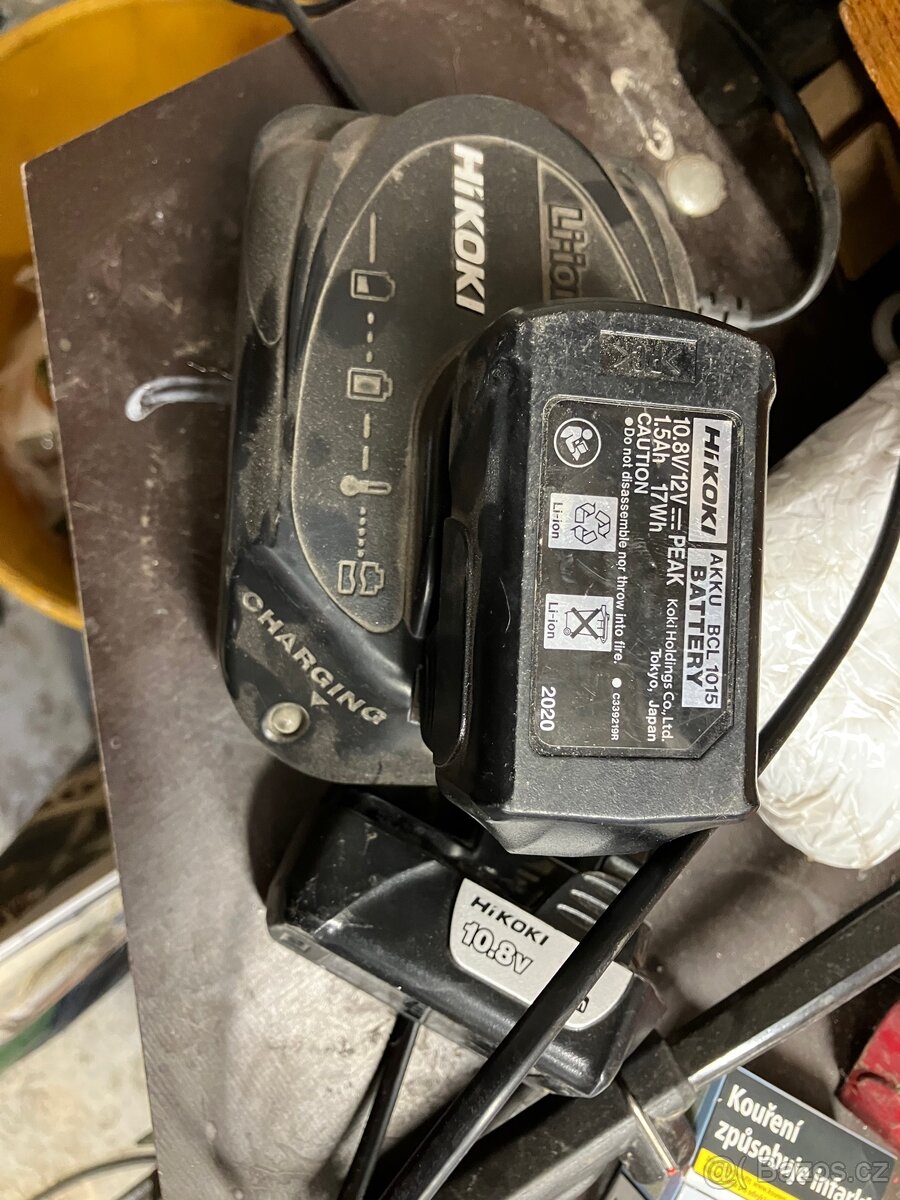 HiKOKI
Li-ion
CHARGING
HiKOKI
AKKU BCL 1015
BATTERY
10.8V/12V PEAK
1.5Ah 17Wh
Koki Holdings Co.,Ltd.
Tokyo, Japan
CAUTION
● Do not disassemble nor throw into fire.
● C339219R
Li-ion
Li-ion
2020
HiKOKI
10.8V
Kouření
způsobuje
Bazos.cz